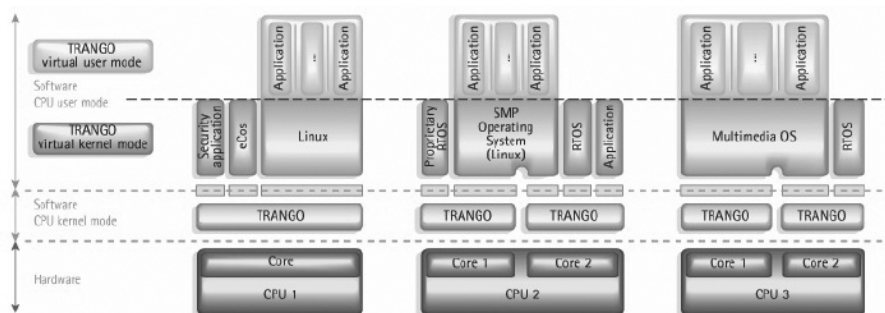 TRANGO
virtual user mode
Software
CPU user mode
TRANGO
virtual kernel mode
Software
CPU kernel mode
Hardware
Application
...
Application
Security
application
eCos
Linux
TRANGO
Core
CPU 1
Application
...
Application
Proprietary
RTOS
SMP
Operating
System
(Linux)
RTOS
Application
TRANGO
TRANGO
Core 1
Core 2
CPU 2
Application
...
Application
Multimedia OS
RTOS
TRANGO
TRANGO
Core 1
Core 2
CPU 3